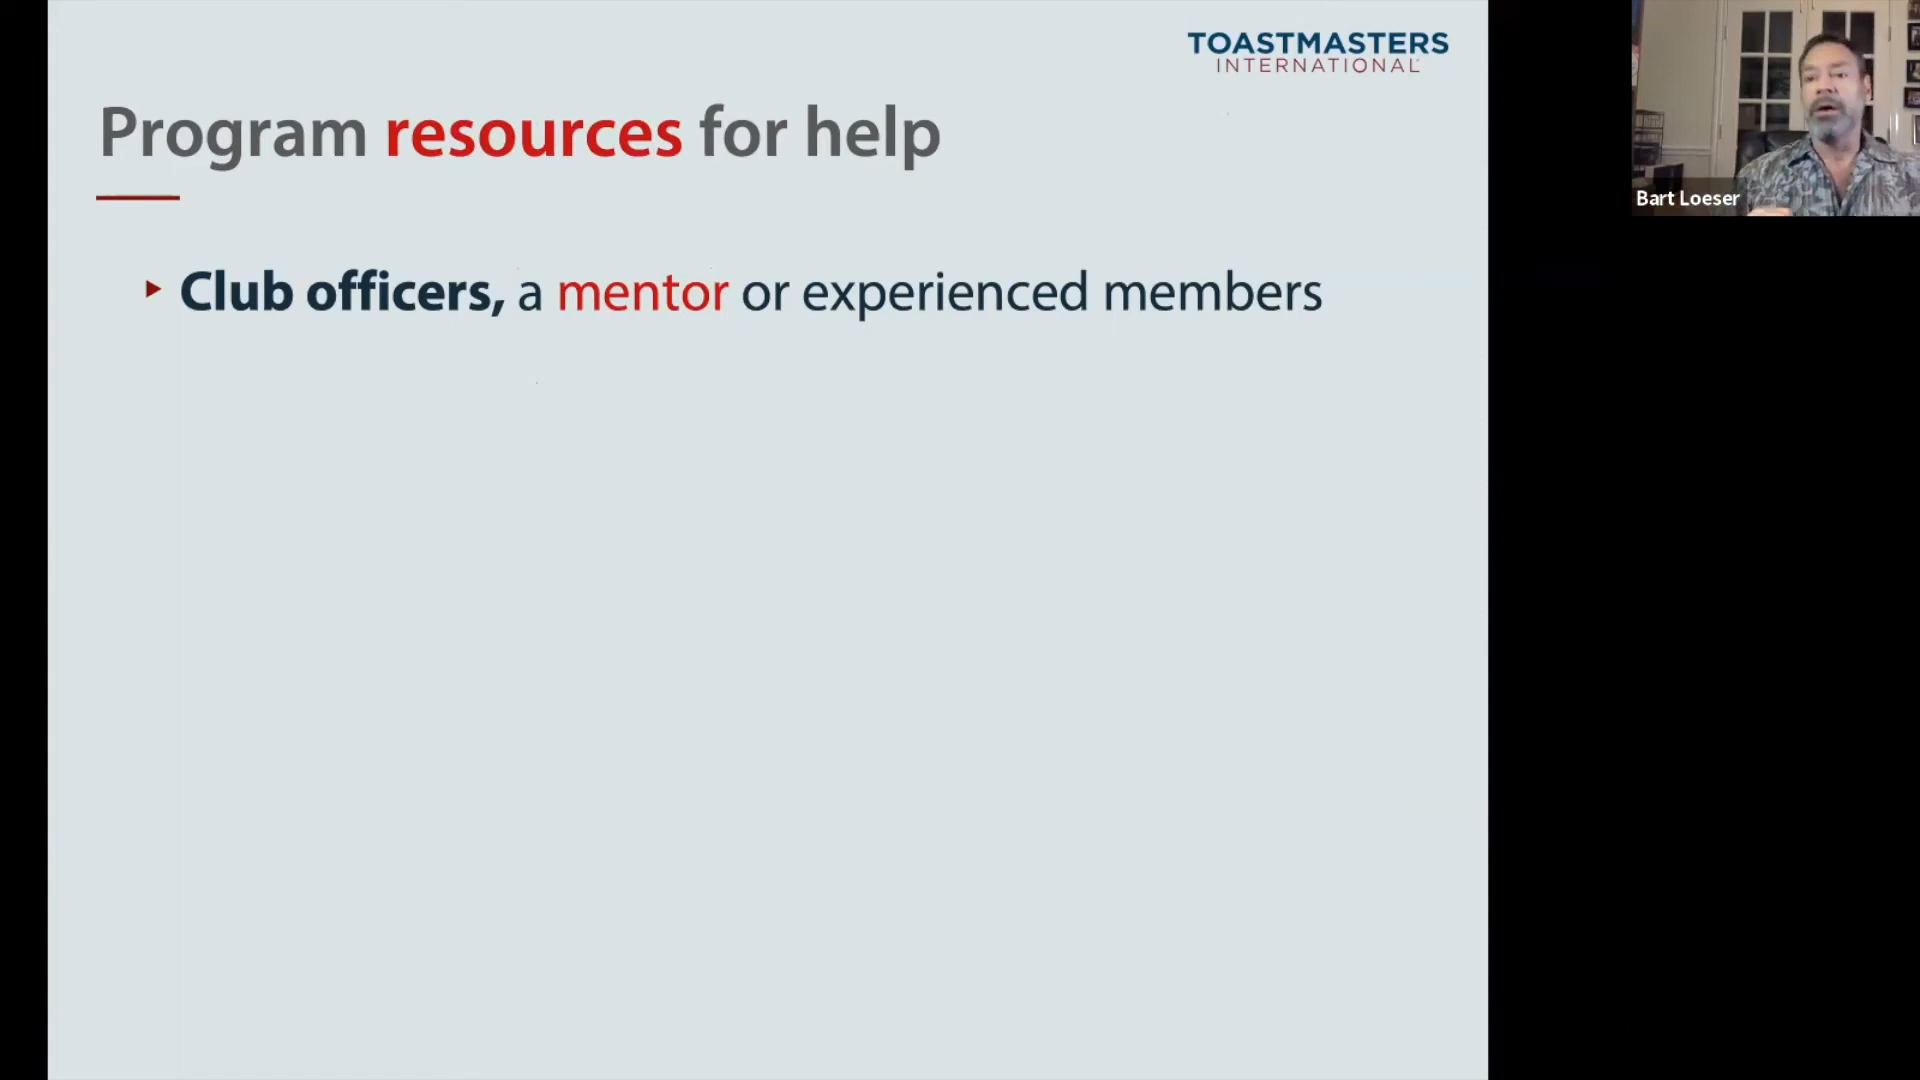 TOASTMASTERS
INTERNATIONAL
Program resources for help
Club officers, a mentor or experienced members
Bart Loeser